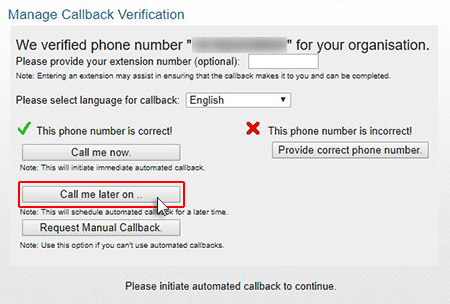 Manage Callback Verification
We verified phone number " " for your organisation.
Please provide your extension number (optional):
Note: Entering an extension may assist in ensuring that the callback makes it to you and can be completed.
Please select language for callback: English
This phone number is correct! This phone number is incorrect!
Call me now. Provide correct phone number.
Note: This will initiate immediate automated callback.
Call me later on ..
Note: This will schedule automated callback for a later time.
Request Manual Callback.
Note: Use this option if you can't use automated callbacks.
Please initiate automated callback to continue.